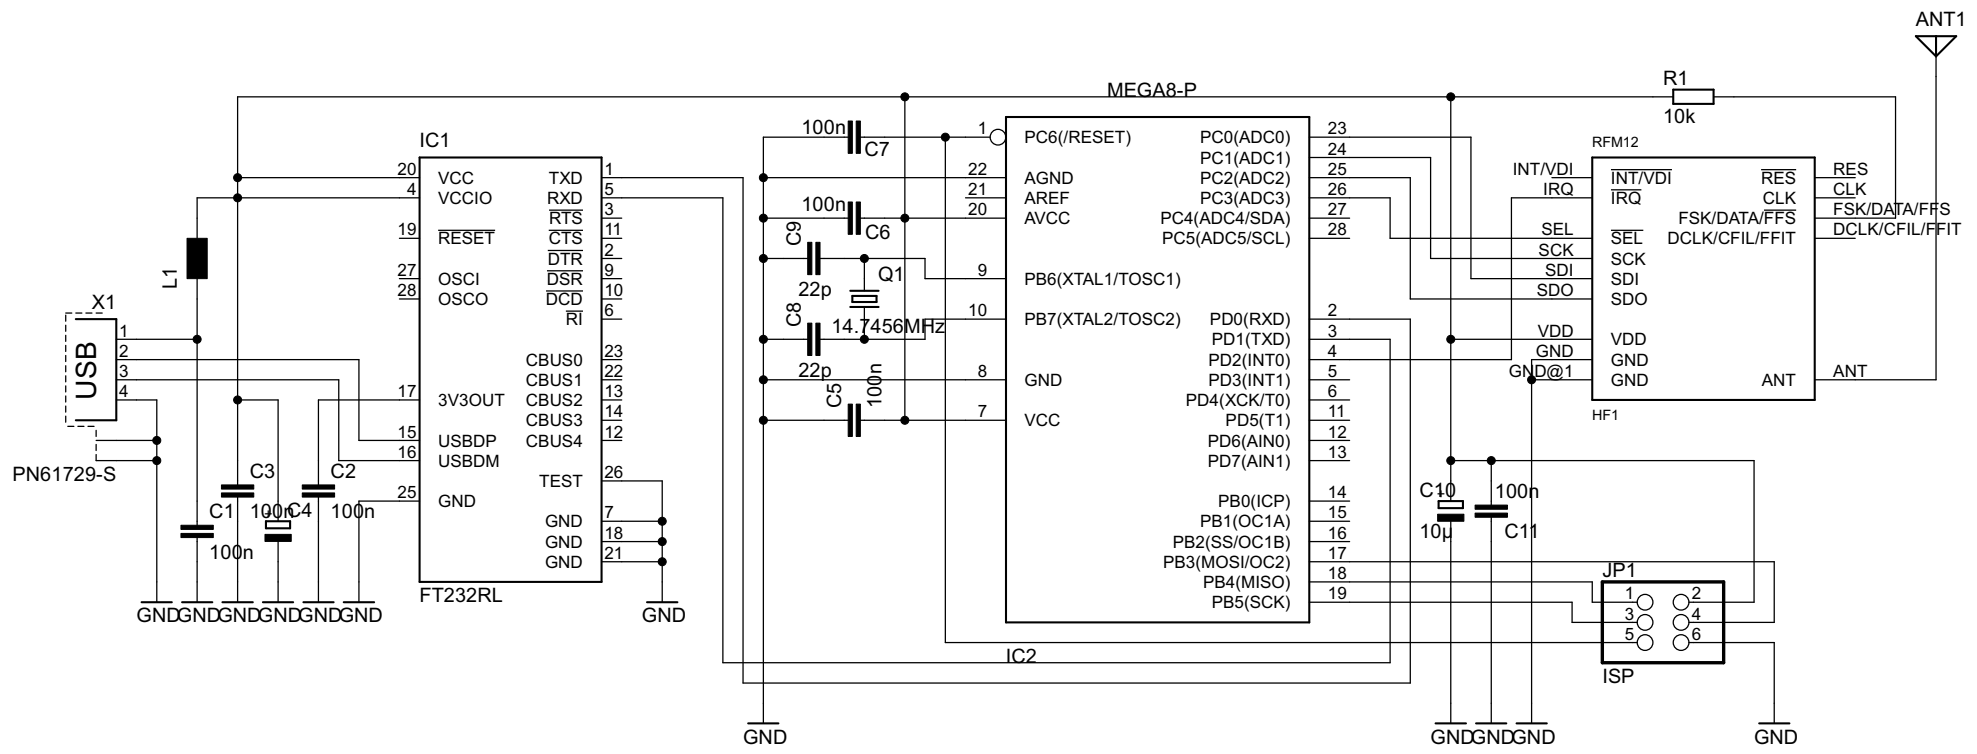 ANT1
MEGA8-P
R1
10k
IC1
20 VCC TXD 1
4 VCCIO RXD 5
RTS 3
19 RESET CTS 11
DTR 2
27 OSCI DSR 9
28 OSCO DCD 10
RI 6
CBUS0 23
CBUS1 22
17 3V3OUT CBUS2 13
CBUS3 14
15 USBDP CBUS4 12
16 USBDM
TEST 26
25 GND
GND 7
GND 18
GND 21
FT232RL
L1
X1
USB
1
2
3
4
PN61729-S
C3
100n
C2
100n
C1
100n
C4
GND
GND
GND
GND
GND
GND
GND
100n
C7
100n
C6
C9
22p
Q1
14.7456MHz
C8
22p
C5
100n
1 PC6(/RESET) PC0(ADC0) 23
PC1(ADC1) 24
22 AGND PC2(ADC2) 25
21 AREF PC3(ADC3) 26
20 AVCC PC4(ADC4/SDA) 27
PC5(ADC5/SCL) 28
9 PB6(XTAL1/TOSC1)
10 PB7(XTAL2/TOSC2) PD0(RXD) 2
PD1(TXD) 3
PD2(INT0) 4
8 GND PD3(INT1) 5
PD4(XCK/T0) 6
7 VCC PD5(T1) 11
PD6(AIN0) 12
PD7(AIN1) 13
PB0(ICP) 14
PB1(OC1A) 15
PB2(SS/OC1B) 16
PB3(MOSI/OC2) 17
PB4(MISO) 18
PB5(SCK) 19
IC2
GND
RFM12
INT/VDI INT/VDI RES RES
IRQ IRQ CLK CLK
FSK/DATA/FFS FSK/DATA/FFS
SEL SEL DCLK/CFIL/FFIT DCLK/CFIL/FFIT
SCK SCK
SDI SDI
SDO SDO
VDD VDD
GND GND
GND@1 GND ANT ANT
HF1
C10
10µ
100n
C11
JP1
1 2
3 4
5 6
ISP
GND
GND
GND
GND